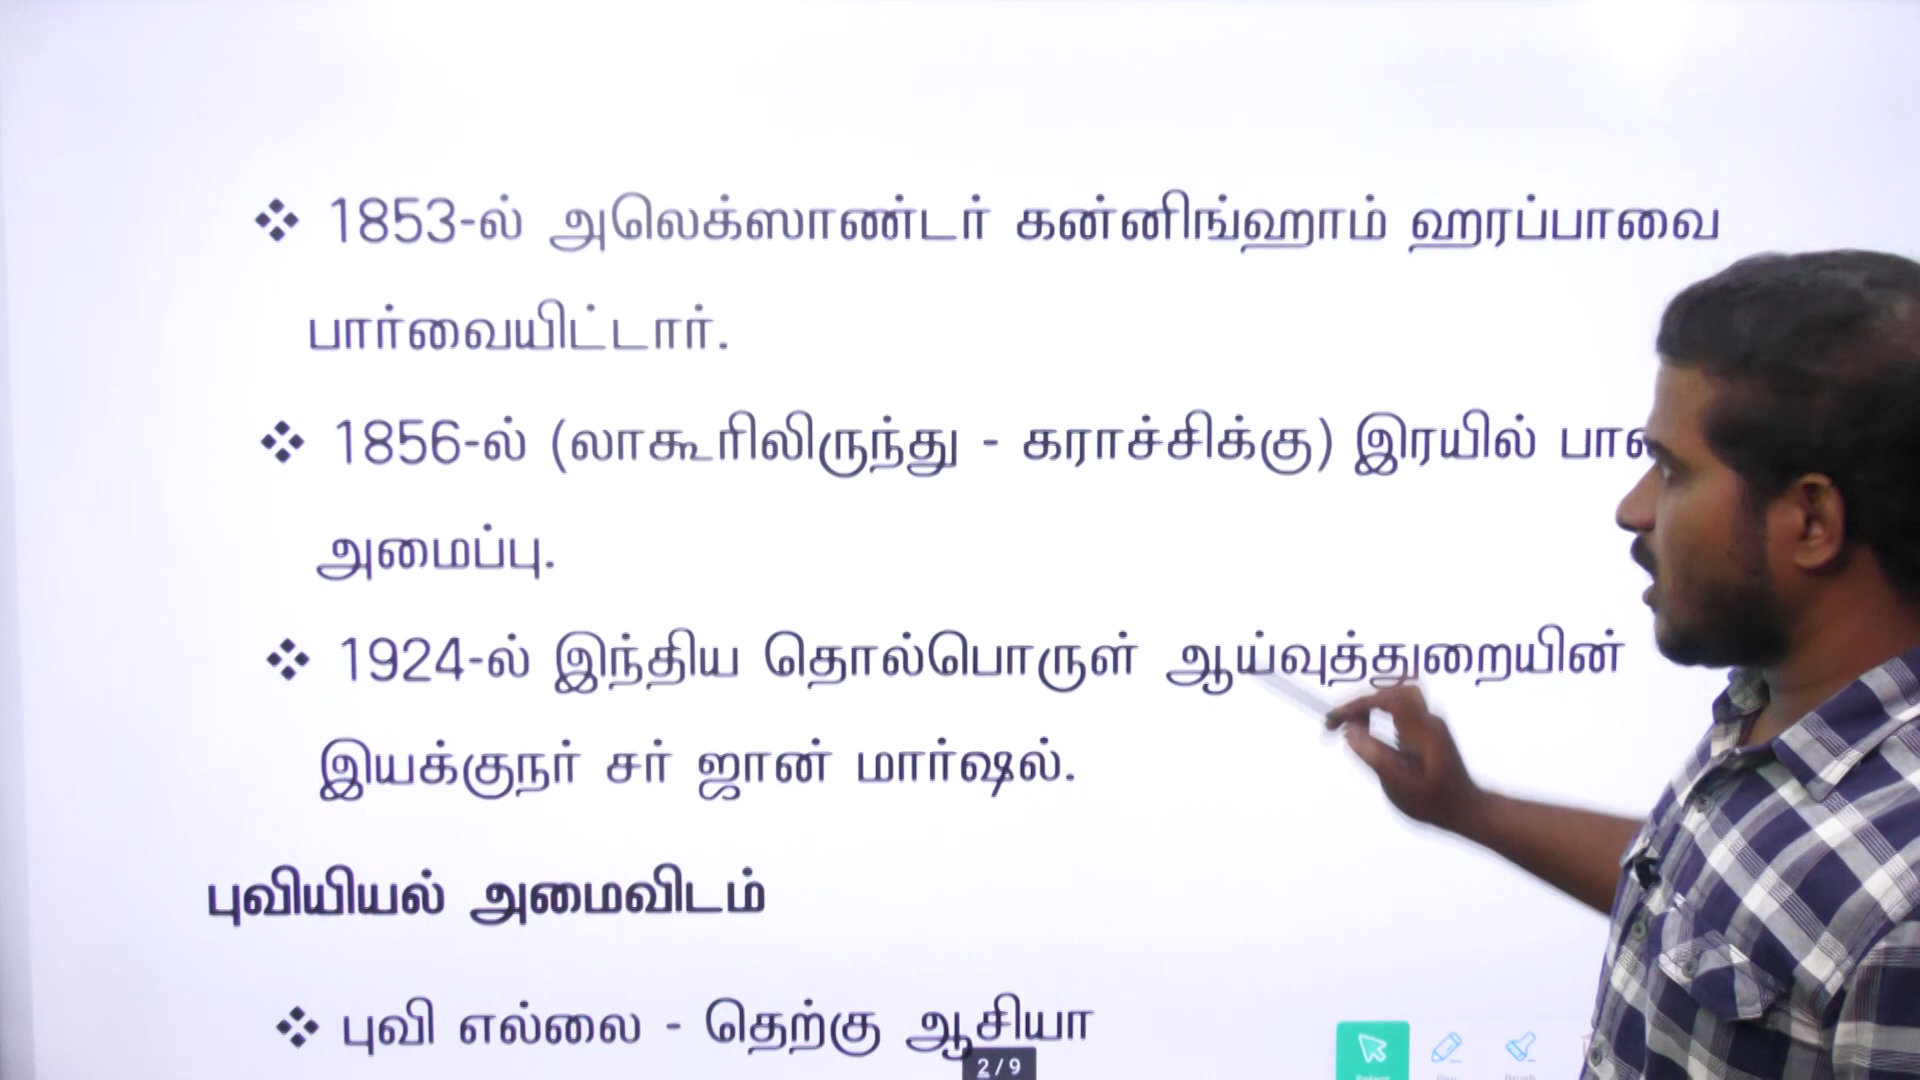 ❖ 1853-ல் அலெக்ஸாண்டர் கன்னிங்ஹாம் ஹரப்பாவை
பார்வையிட்டார்.
❖ 1856-ல் (லாகூரிலிருந்து - கராச்சிக்கு) இரயில்
அமைப்பு.
❖ 1924-ல் இந்திய தொல்பொருள் ஆய்வுத்துறையின்
இயக்குநர் சர் ஜான் மார்ஷல்.
புவியியல் அமைவிடம்
❖ புவி எல்லை - தெற்கு ஆசியா
2 / 9